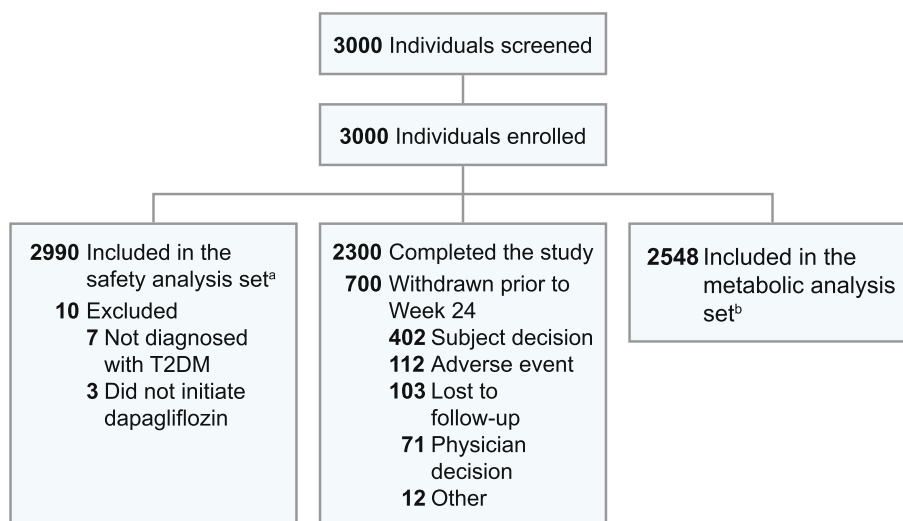 3000 Individuals screened
3000 Individuals enrolled
2990 Included in the
safety analysis setᵃ
10 Excluded
7 Not diagnosed
with T2DM
3 Did not initiate
dapagliflozin
2300 Completed the study
700 Withdrawn prior to
Week 24
402 Subject decision
112 Adverse event
103 Lost to
follow-up
71 Physician
decision
12 Other
2548 Included in the
metabolic analysis
setᵇ